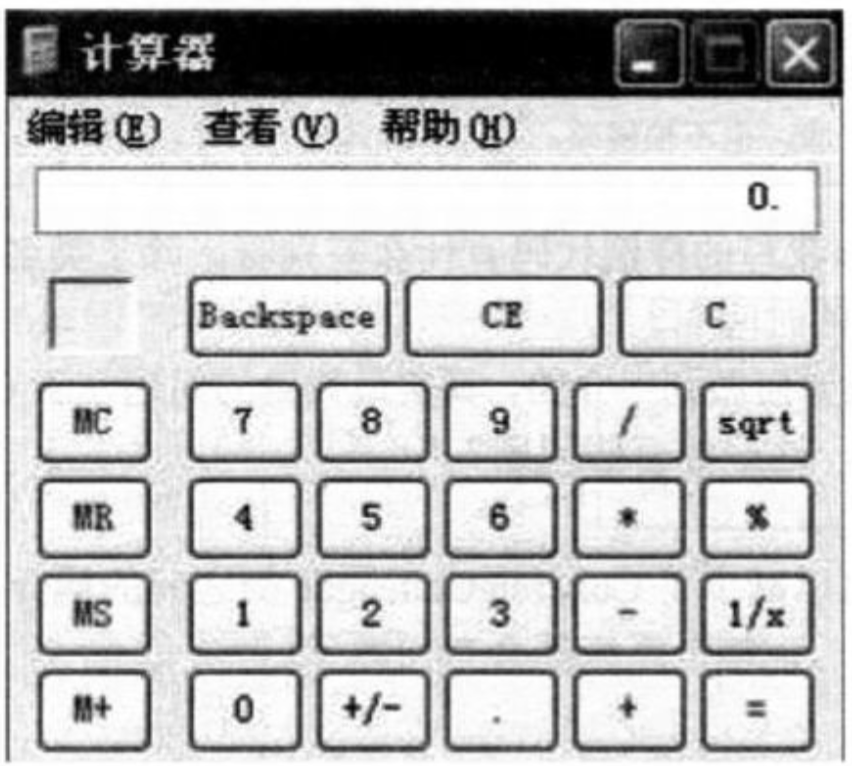 计算器
编辑(E) 查看(V) 帮助(H)
0.
Backspace CE C
MC 7 8 9 / sqrt
MR 4 5 6 * %
MS 1 2 3 - 1/x
M+ 0 +/- . + =